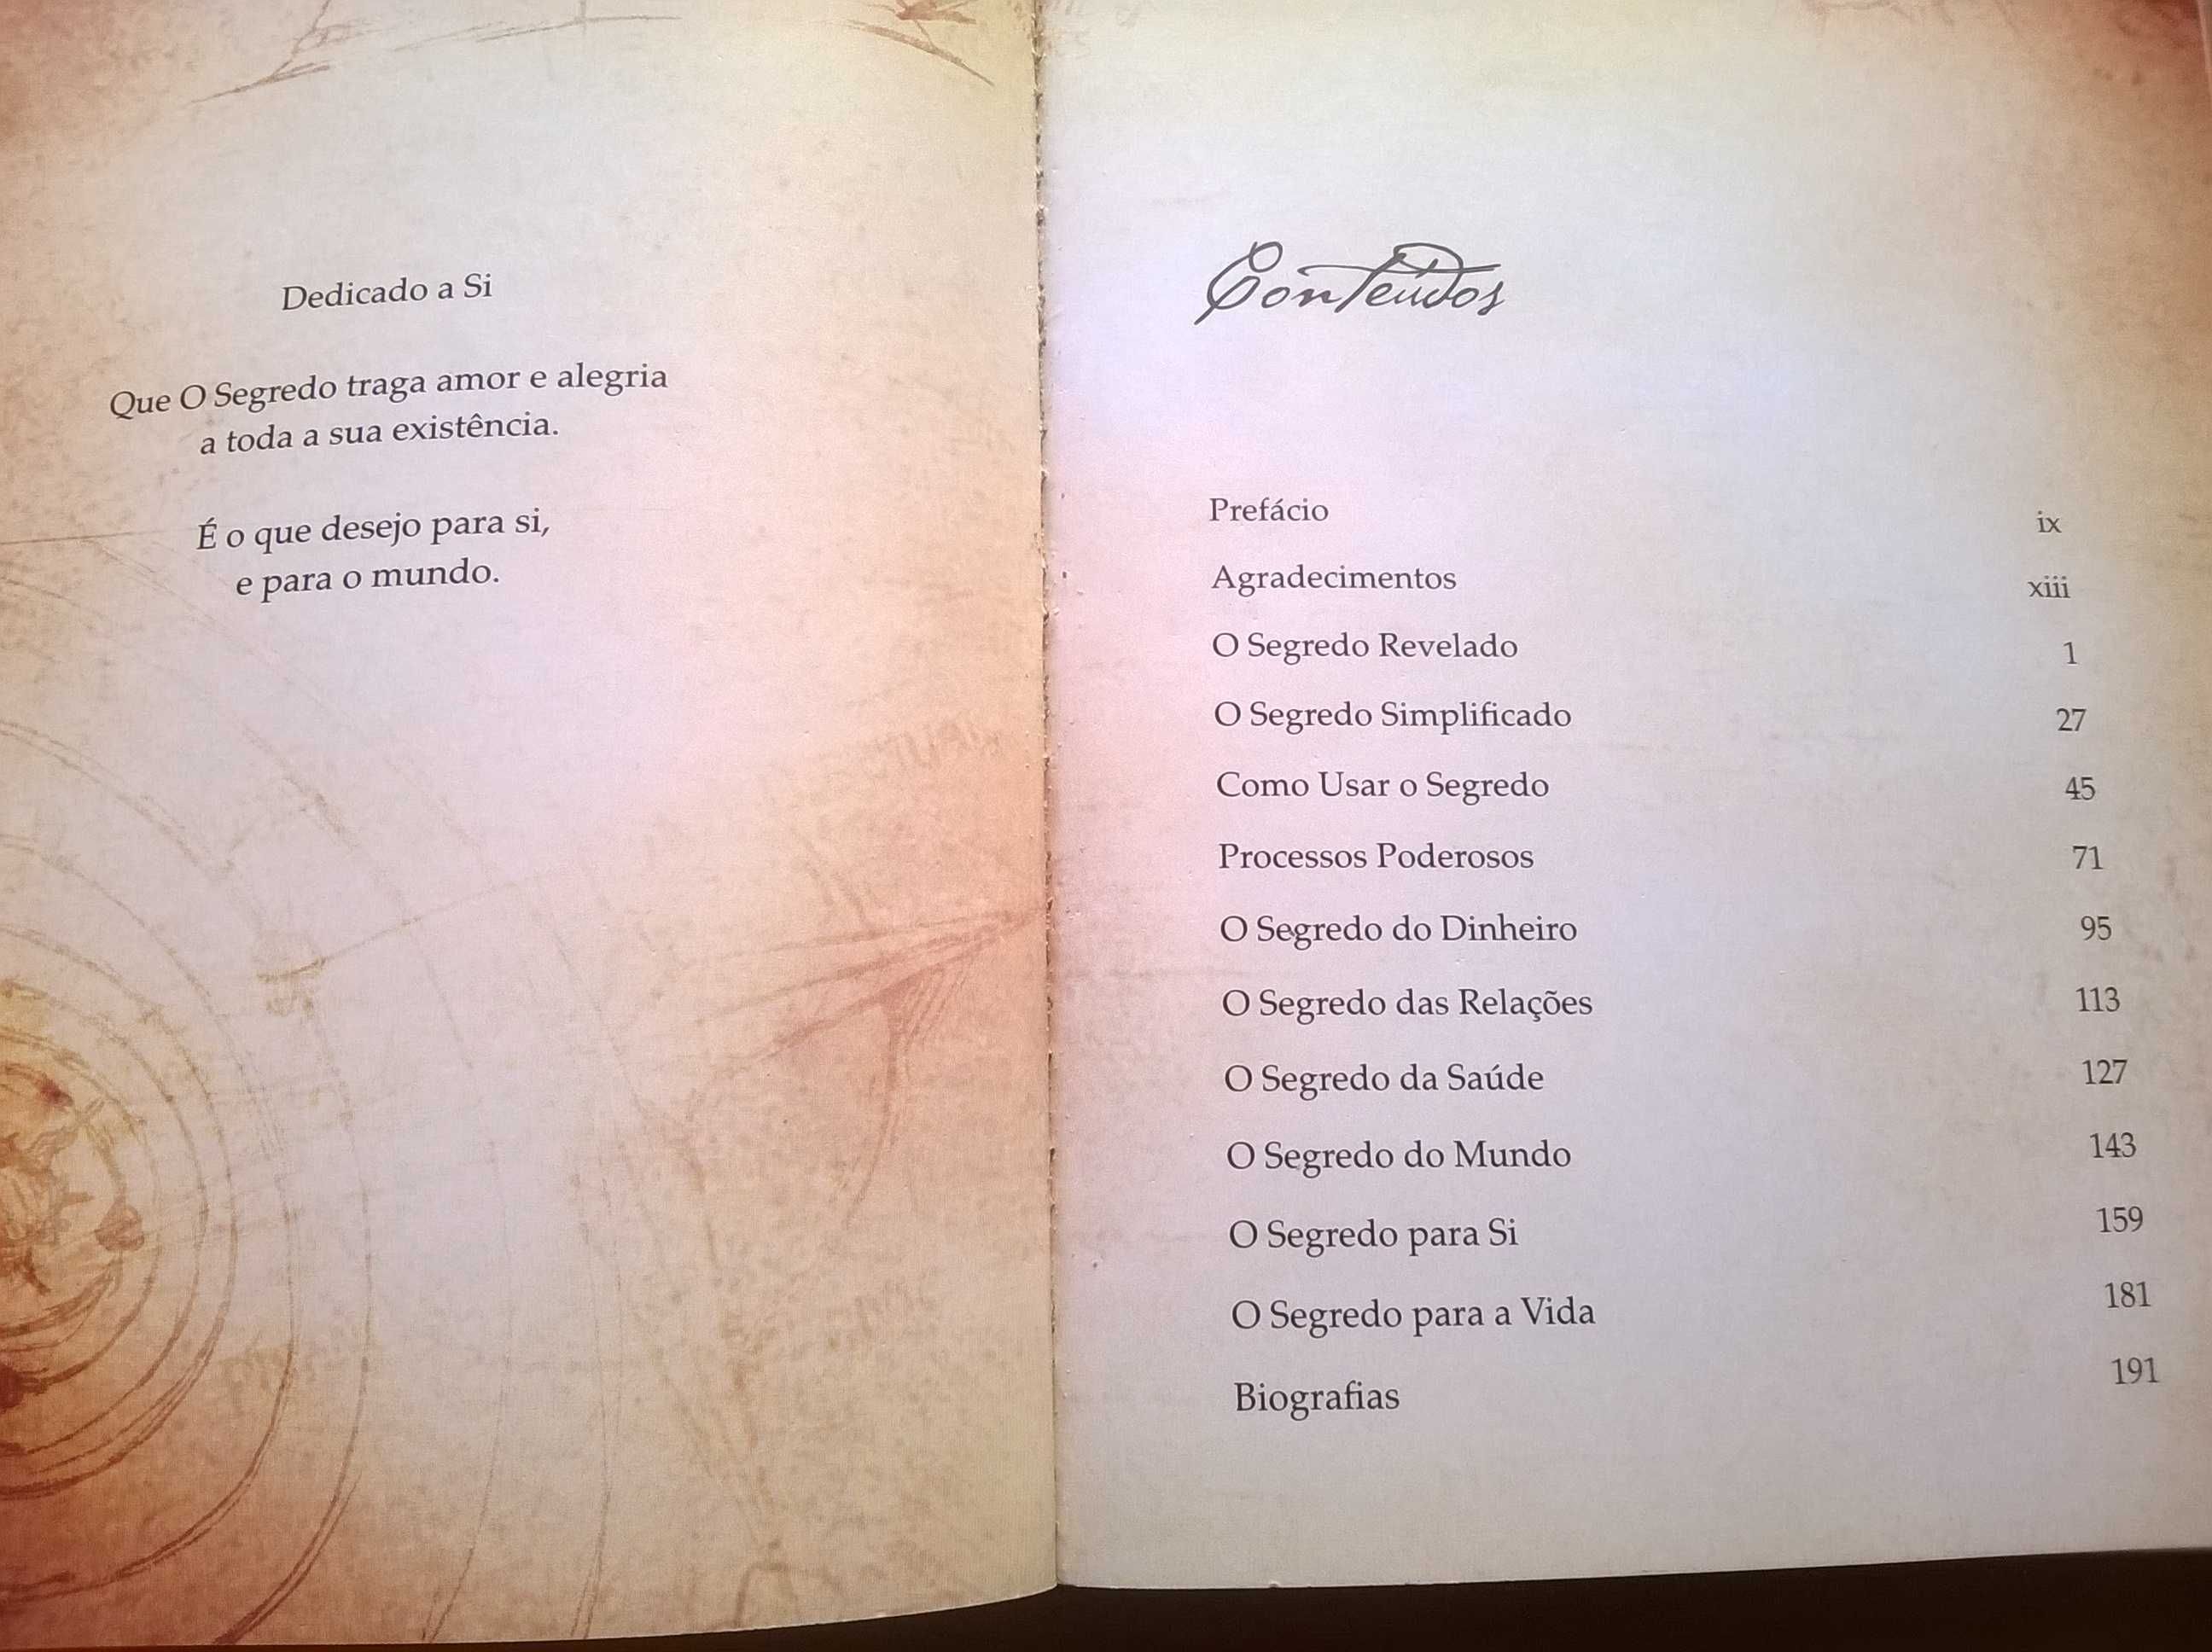 Dedicado a Si
Que O Segredo traga amor e alegria
a toda a sua existência.
É o que desejo para si,
e para o mundo.
Conteúdos
Prefácio ix
Agradecimentos xiii
O Segredo Revelado 1
O Segredo Simplificado 27
Como Usar o Segredo 45
Processos Poderosos 71
O Segredo do Dinheiro 95
O Segredo das Relações 113
O Segredo da Saúde 127
O Segredo do Mundo 143
O Segredo para Si 159
O Segredo para a Vida 181
Biografias 191